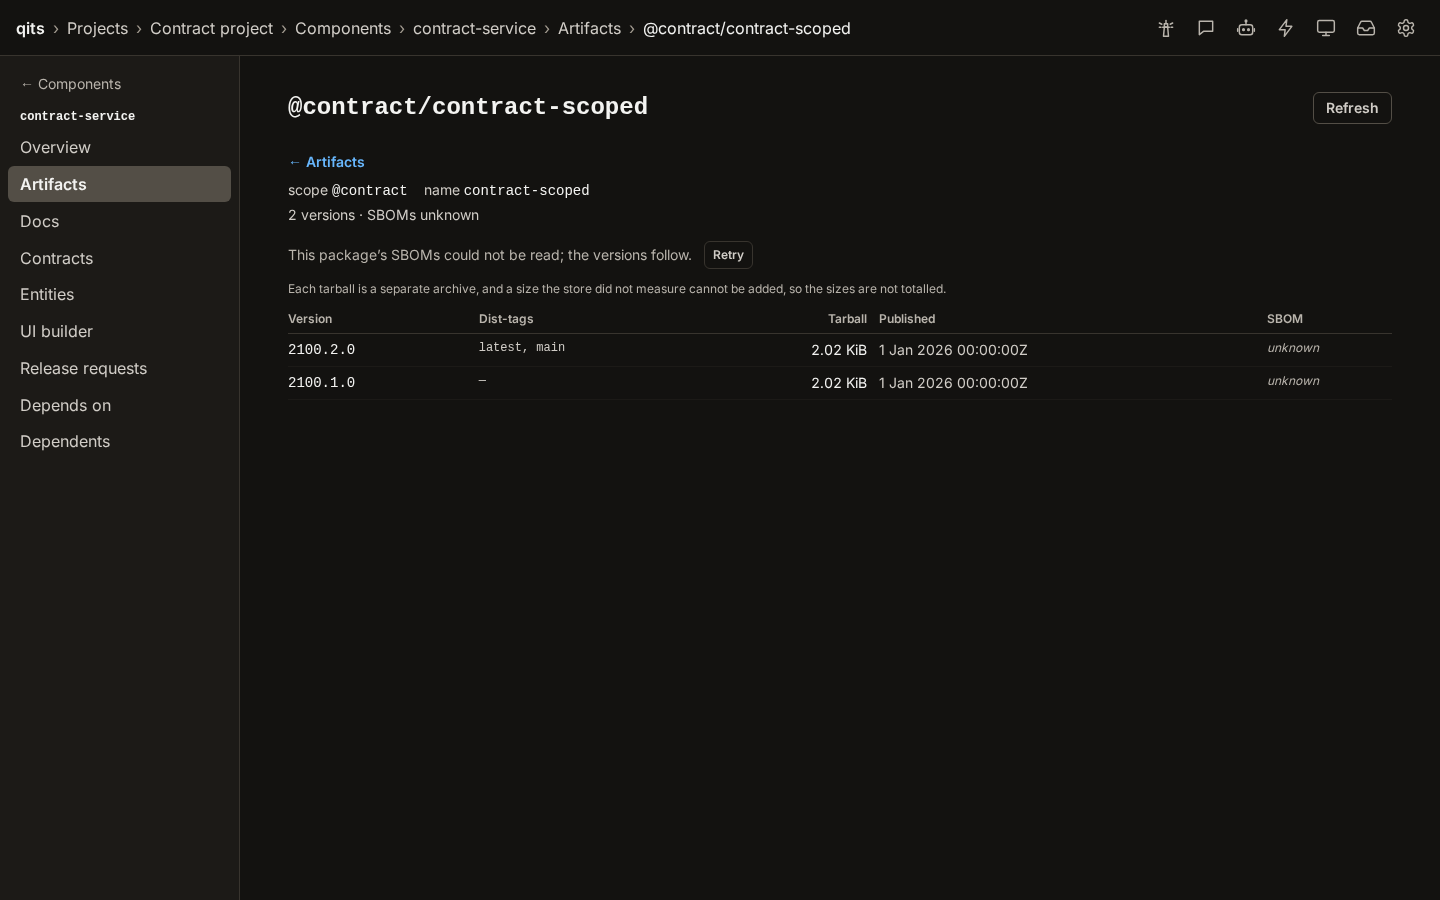 qits › Projects › Contract project › Components › contract-service › Artifacts › @contract/contract-scoped
← Components
contract-service
Overview
Artifacts
Docs
Contracts
Entities
UI builder
Release requests
Depends on
Dependents
@contract/contract-scoped
Refresh
← Artifacts
scope @contract name contract-scoped
2 versions · SBOMs unknown
This package’s SBOMs could not be read; the versions follow. Retry
Each tarball is a separate archive, and a size the store did not measure cannot be added, so the sizes are not totalled.
Version Dist-tags Tarball Published SBOM
2100.2.0 latest, main 2.02 KiB 1 Jan 2026 00:00:00Z unknown
2100.1.0 — 2.02 KiB 1 Jan 2026 00:00:00Z unknown